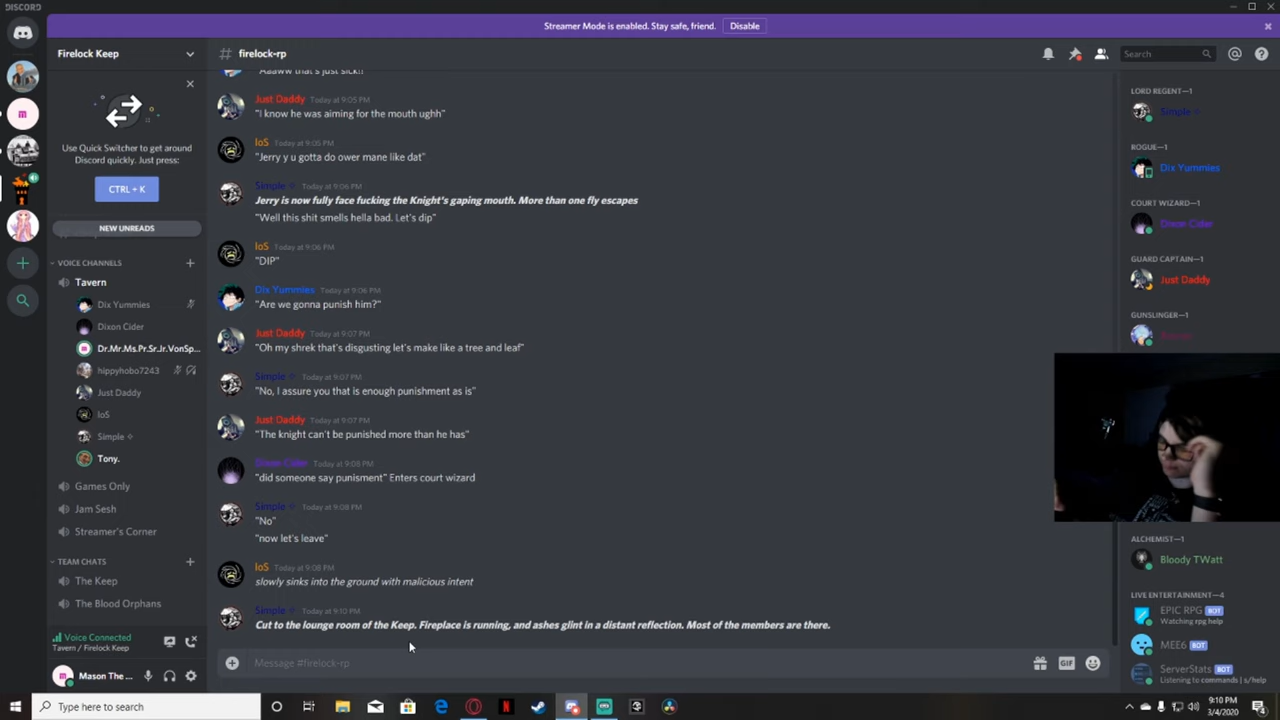 DISCORD
Streamer Mode is enabled. Stay safe, friend. Disable
Firelock Keep
# firelock-rp
Search
Use Quick Switcher to get around
Discord quickly. Just press:
CTRL + K
NEW UNREADS
VOICE CHANNELS
Tavern
Dix Yummies
Dixon Cider
Dr.Mr.Ms.Pr.Sr.Jr.VonSp...
hippyhobo7243
Just Daddy
IoS
Simple
Tony.
Games Only
Jam Sesh
Streamer's Corner
TEAM CHATS
The Keep
The Blood Orphans
Voice Connected
Tavern / Firelock Keep
Mason The ...
"Aaaww that's just sick!!"
Just Daddy Today at 9:05 PM
"I know he was aiming for the mouth ughh"
IoS Today at 9:05 PM
"Jerry y u gotta do ower mane like dat"
Simple Today at 9:06 PM
Jerry is now fully face fucking the Knight's gaping mouth. More than one fly escapes
"Well this shit smells hella bad. Let's dip"
IoS Today at 9:06 PM
"DIP"
Dix Yummies Today at 9:06 PM
"Are we gonna punish him?"
Just Daddy Today at 9:07 PM
"Oh my shrek that's disgusting let's make like a tree and leaf"
Simple Today at 9:07 PM
"No, I assure you that is enough punishment as is"
Just Daddy Today at 9:07 PM
"The knight can't be punished more than he has"
Dixon Cider Today at 9:08 PM
"did someone say punisment" Enters court wizard
Simple Today at 9:08 PM
"No"
"now let's leave"
IoS Today at 9:08 PM
slowly sinks into the ground with malicious intent
Simple Today at 9:10 PM
Cut to the lounge room of the Keep. Fireplace is running, and ashes glint in a distant reflection. Most of the members are there.
Message #firelock-rp
GIF
LORD REGENT—1
Simple
ROGUE—1
Dix Yummies
COURT WIZARD—1
Dixon Cider
GUARD CAPTAIN—1
Just Daddy
GUNSLINGER—1
ALCHEMIST—1
Bloody TWatt
LIVE ENTERTAINMENT—4
EPIC RPG BOT
Watching rpg help
MEE6 BOT
ServerStats BOT
Listening to commands | s/help
Type here to search
9:10 PM
3/4/2020